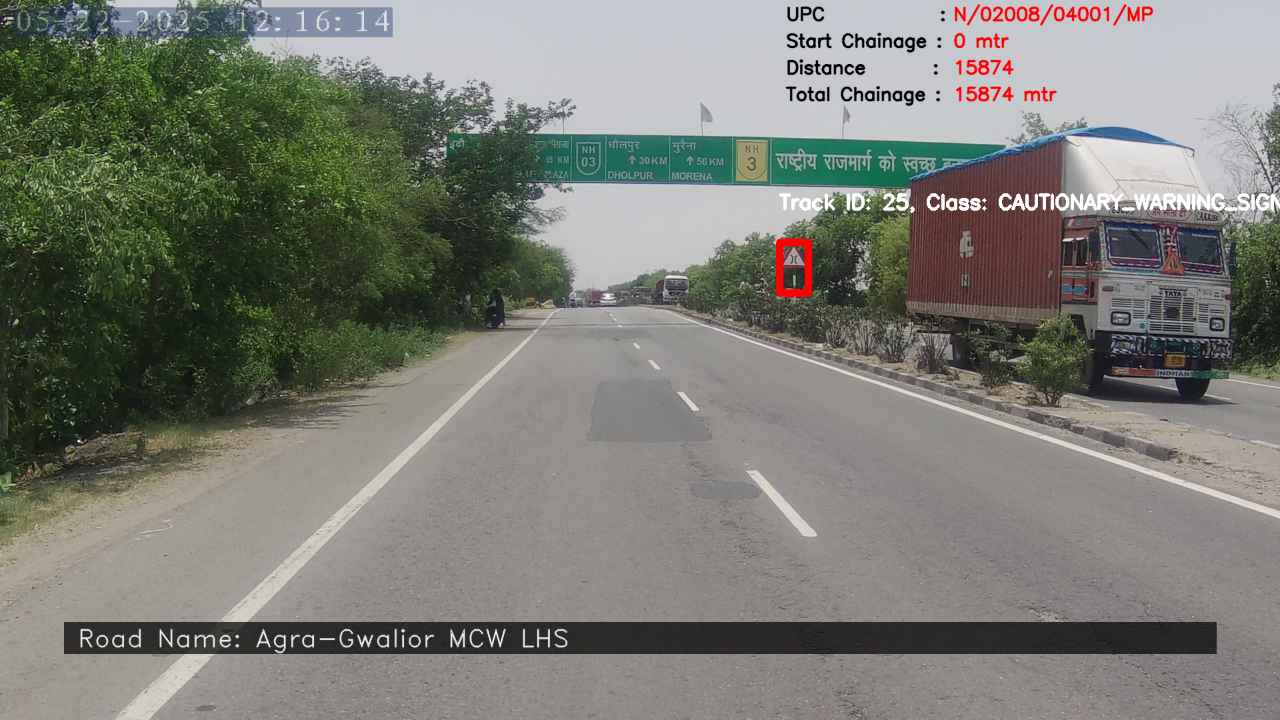 05-22-2025 12:16:14
UPC : N/02008/04001/MP
Start Chainage : 0 mtr
Distance : 15874
Total Chainage : 15874 mtr
NH 03
धौलपुर
30 KM
DHOLPUR
मुरैना
56 KM
MORENA
NH 3
राष्ट्रीय राजमार्ग को स्वच्छ
Track ID: 25, Class: CAUTIONARY_WARNING_SIGN
TATA
Road Name: Agra-Gwalior MCW LHS